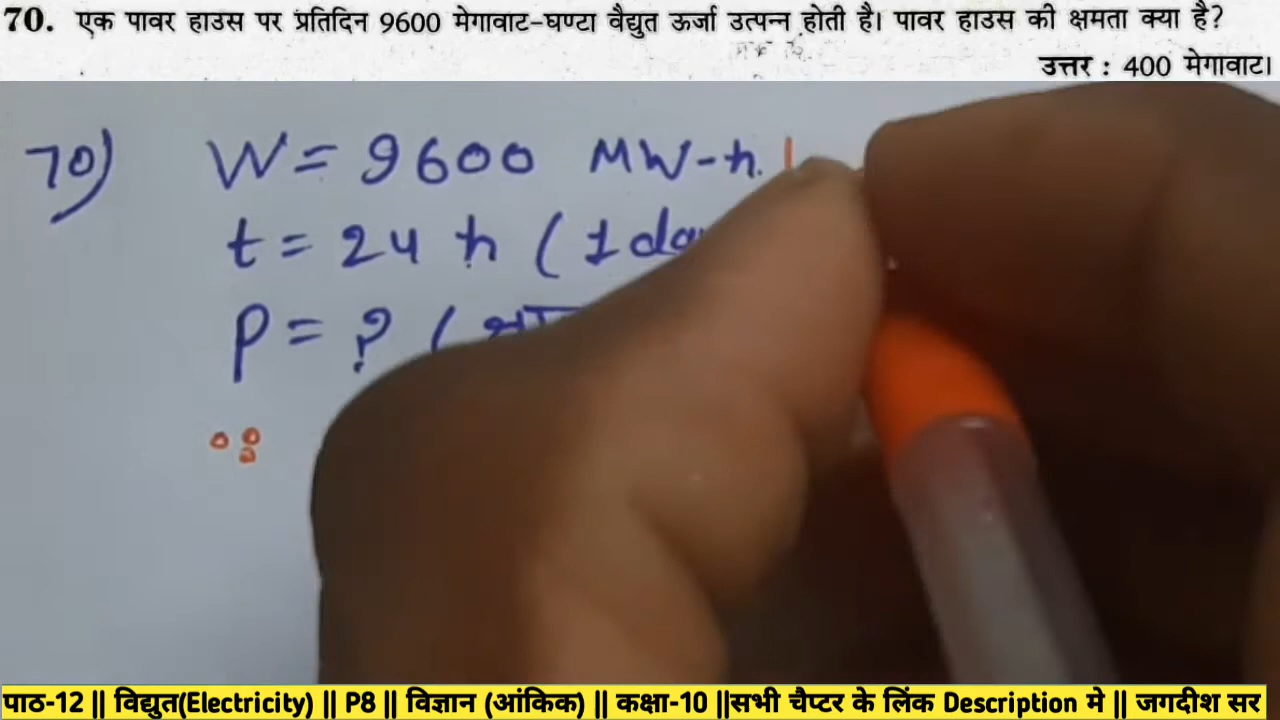 70. एक पावर हाउस पर प्रतिदिन 9600 मेगावाट-घण्टा वैद्युत ऊर्जा उत्पन्न होती है। पावर हाउस की क्षमता क्या है?
उत्तर : 400 मेगावाट।
70) W = 9600 MW-h.
t = 24 h (1 day
P = ? (
पाठ-12 || विद्युत(Electricity) || P8 || विज्ञान (आंकिक) || कक्षा-10 ||सभी चैप्टर के लिंक Description मे || जगदीश सर